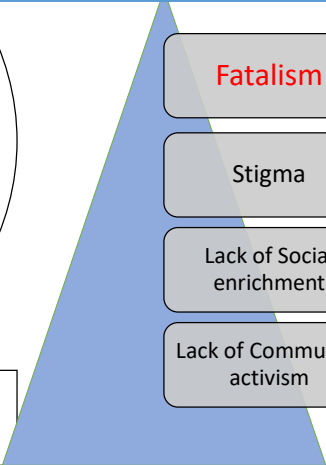 Fatalism
Stigma
Lack of Socia
enrichment
Lack of Commu
activism